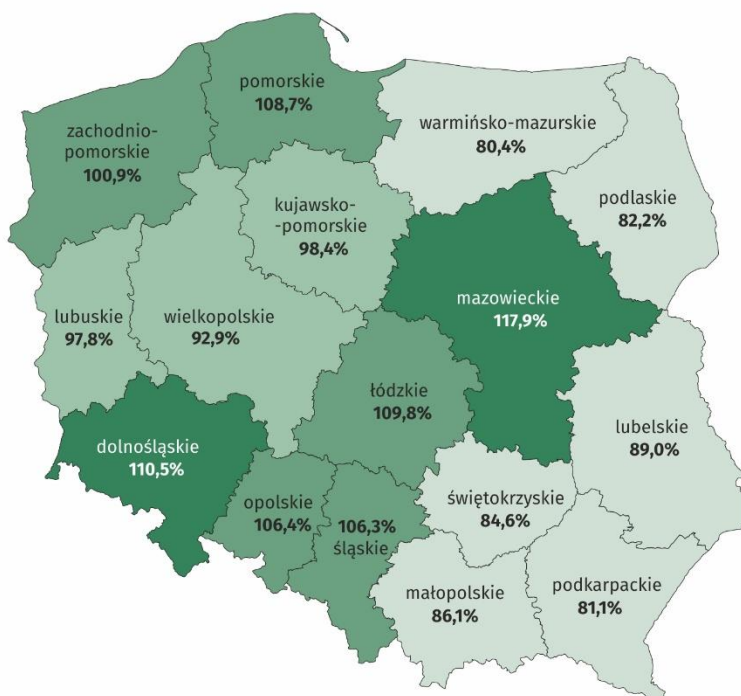 pomorskie
108,7%
zachodnio-
pomorskie
100,9%
warmińsko-mazurskie
80,4%
podlaskie
82,2%
kujawsko-
-pomorskie
98,4%
mazowieckie
117,9%
lubuskie
97,8%
wielkopolskie
92,9%
łódzkie
109,8%
lubelskie
89,0%
dolnośląskie
110,5%
opolskie
106,4%
106,3%
śląskie
świętokrzyskie
84,6%
małopolskie
86,1%
podkarpackie
81,1%